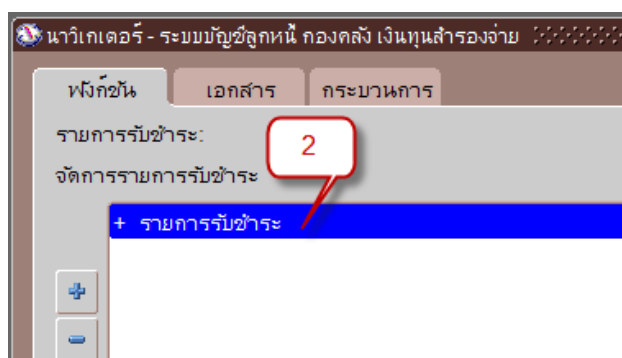 นาวิเกเตอร์ - ระบบบัญชีลูกหนี้ กองคลัง เงินทุนสำรองจ่าย
ฟังก์ชัน เอกสาร กระบวนการ
รายการรับชำระ:
2
จัดการรายการรับชำระ
+ รายการรับชำระ